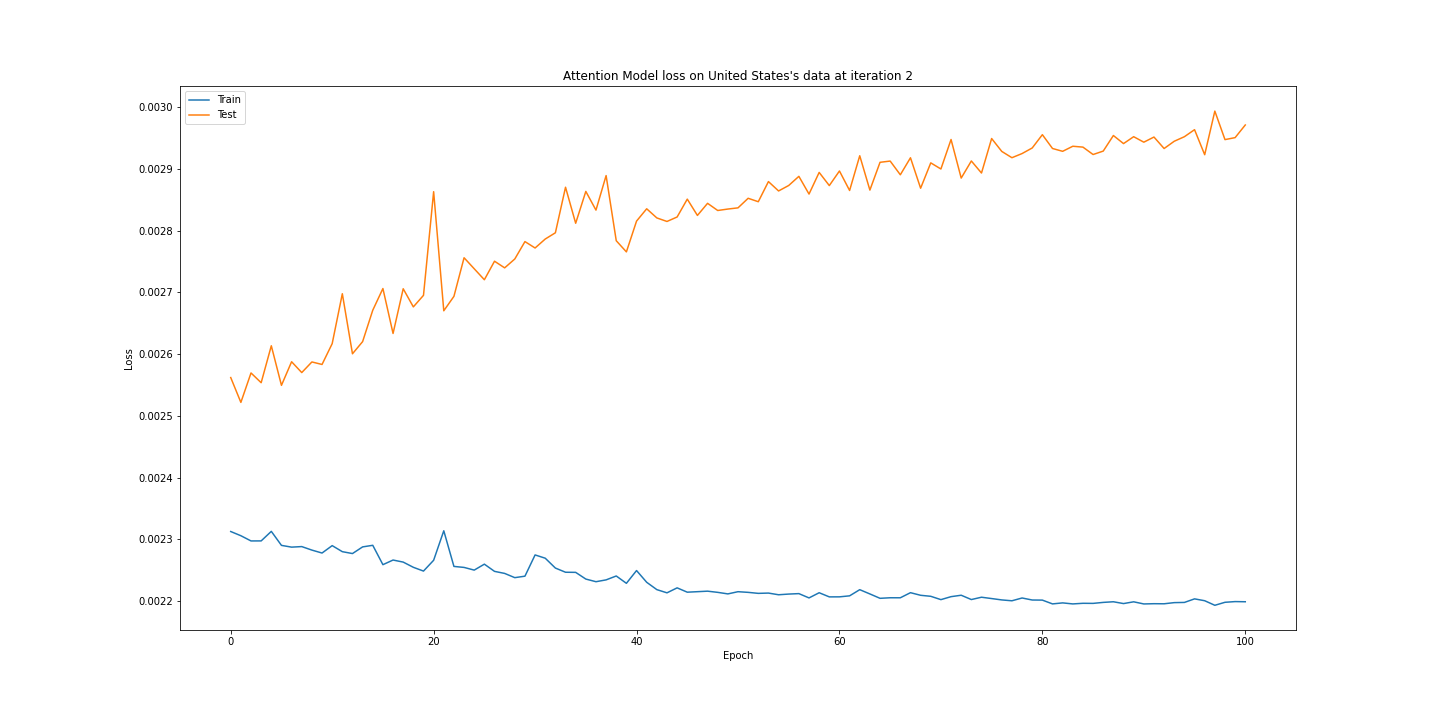 Attention Model loss on United States's data at iteration 2
Train
Test
0.0030
0.0029
0.0028
0.0027
0.0026
0.0025
0.0024
0.0023
0.0022
Loss
0 20 40 60 80 100
Epoch